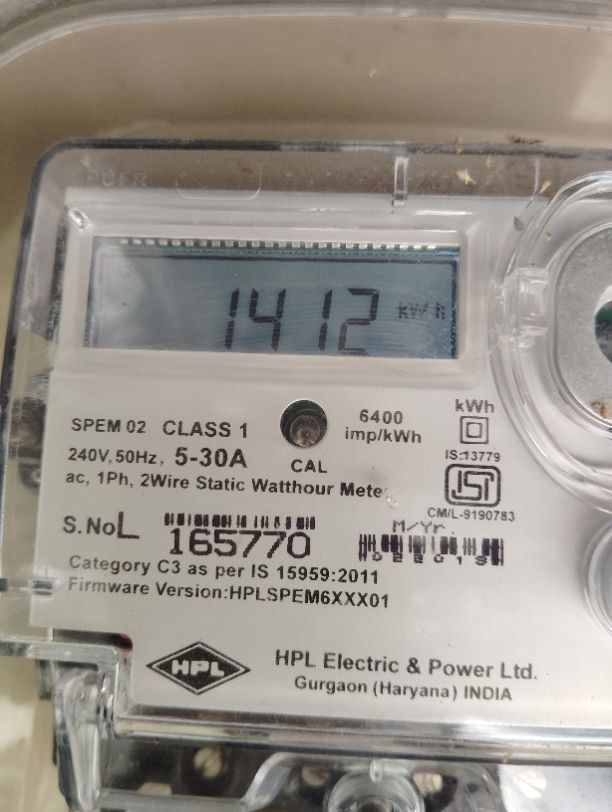 1412 kWh
SPEM 02 CLASS 1
6400 imp/kWh
kWh
240V, 50Hz, 5-30A
CAL
IS:13779
ac, 1Ph, 2Wire Static Watthour Meter
ISI
CM/L-9190783
S.No L 165770
M/Yr.
022019
Category C3 as per IS 15959:2011
Firmware Version:HPLSPEM6XXX01
HPL
HPL Electric & Power Ltd.
Gurgaon (Haryana) INDIA